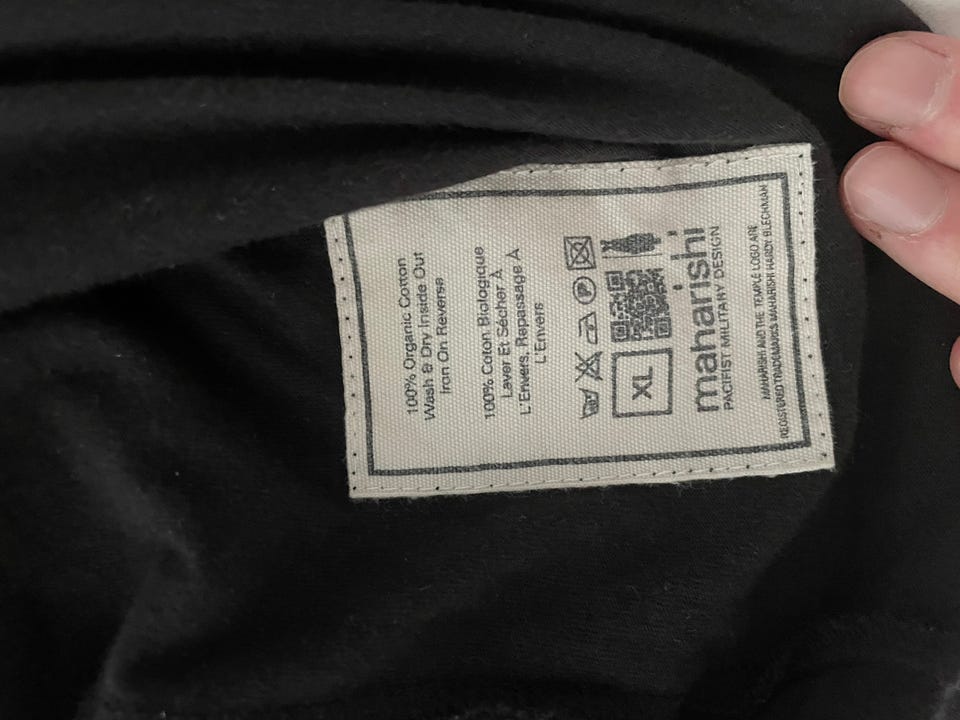 100% Organic Cotton
Wash & Dry Inside Out
Iron On Reverse
100% Coton Biologique
Laver Et Sécher À
L'Envers, Repassage À
L'Envers
P
XL
maharishi
PACIFIST MILITARY DESIGN
MAHARISHI AND THE TEMPLE LOGO ARE
REGISTERED TRADEMARKS MAHARISHI HARDY BLECHMAN